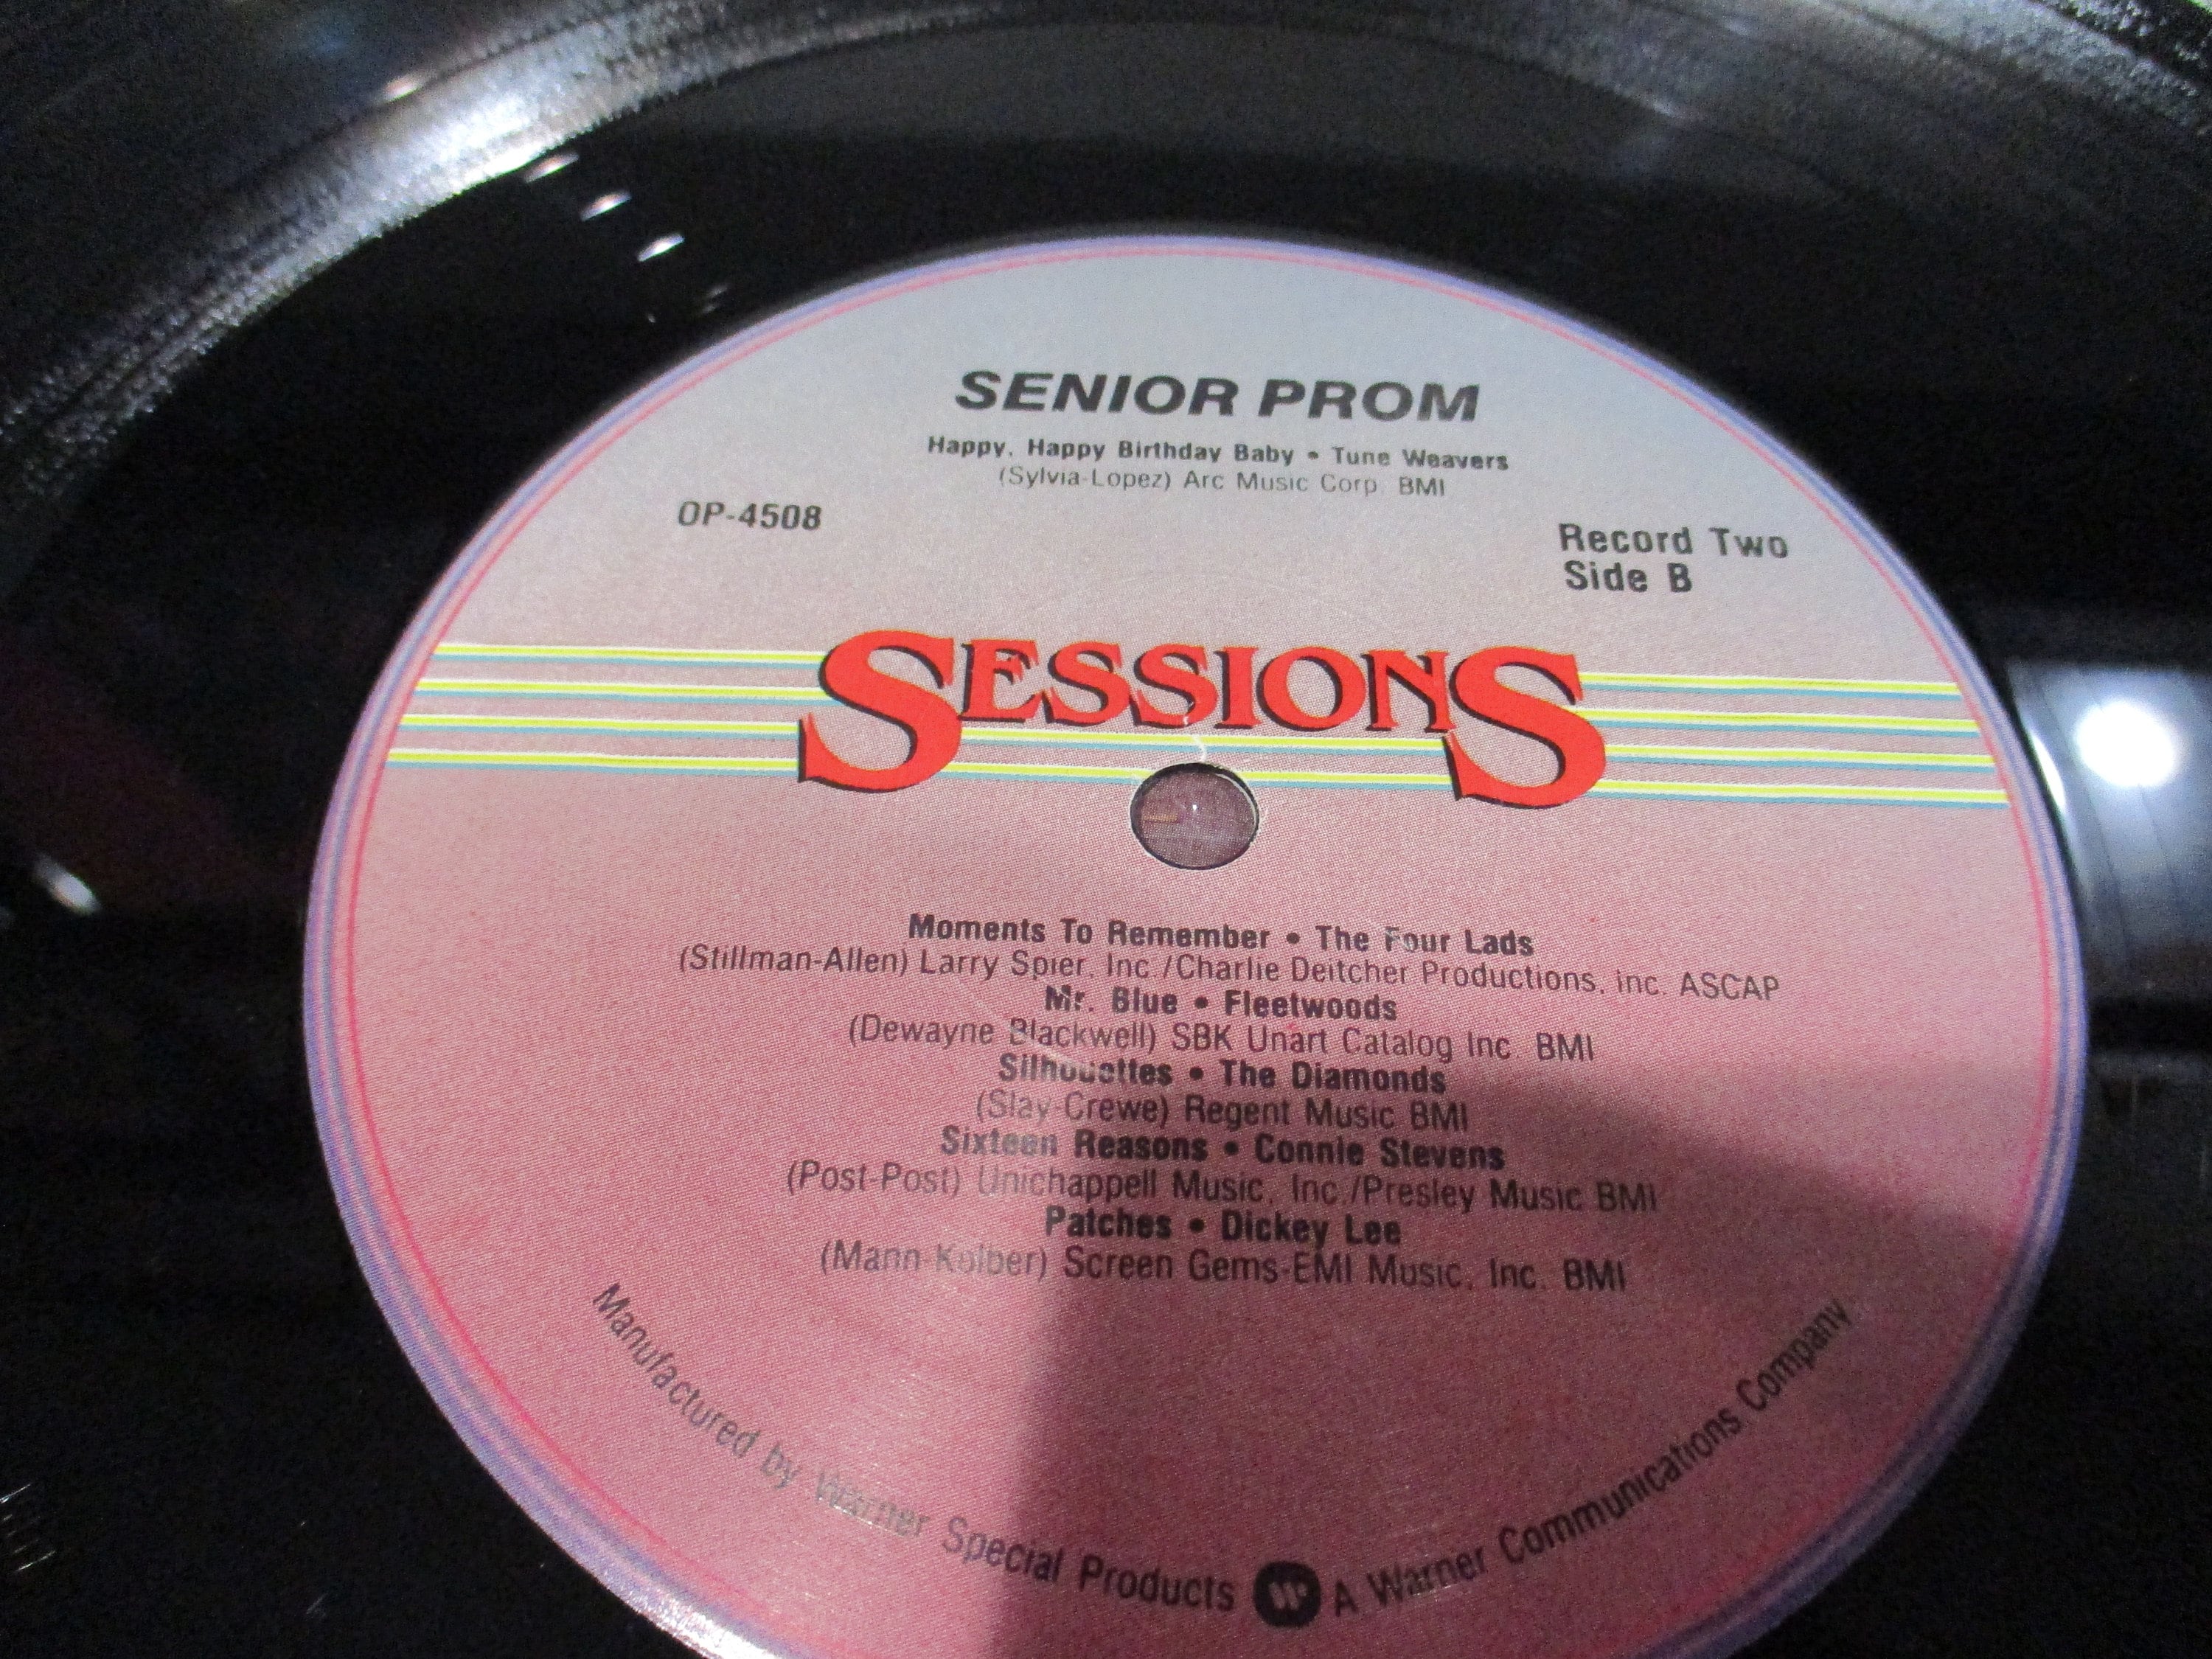 SENIOR PROM
Happy, Happy Birthday Baby • Tune Weavers
(Sylvia-Lopez) Arc Music Corp. BMI
OP-4508
Record Two
Side B
SESSIONS
Moments To Remember • The Four Lads
(Stillman-Allen) Larry Spier, Inc./Charlie Deitcher Productions, inc. ASCAP
Mr. Blue • Fleetwoods
(Dewayne Blackwell) SBK Unart Catalog Inc. BMI
Silhouettes • The Diamonds
(Slay-Crewe) Regent Music BMI
Sixteen Reasons • Connie Stevens
(Post-Post) Unichappell Music, Inc./Presley Music BMI
Patches • Dickey Lee
(Mann-Kolber) Screen Gems-EMI Music, Inc. BMI
Manufactured by Warner Special Products W A Warner Communications Company